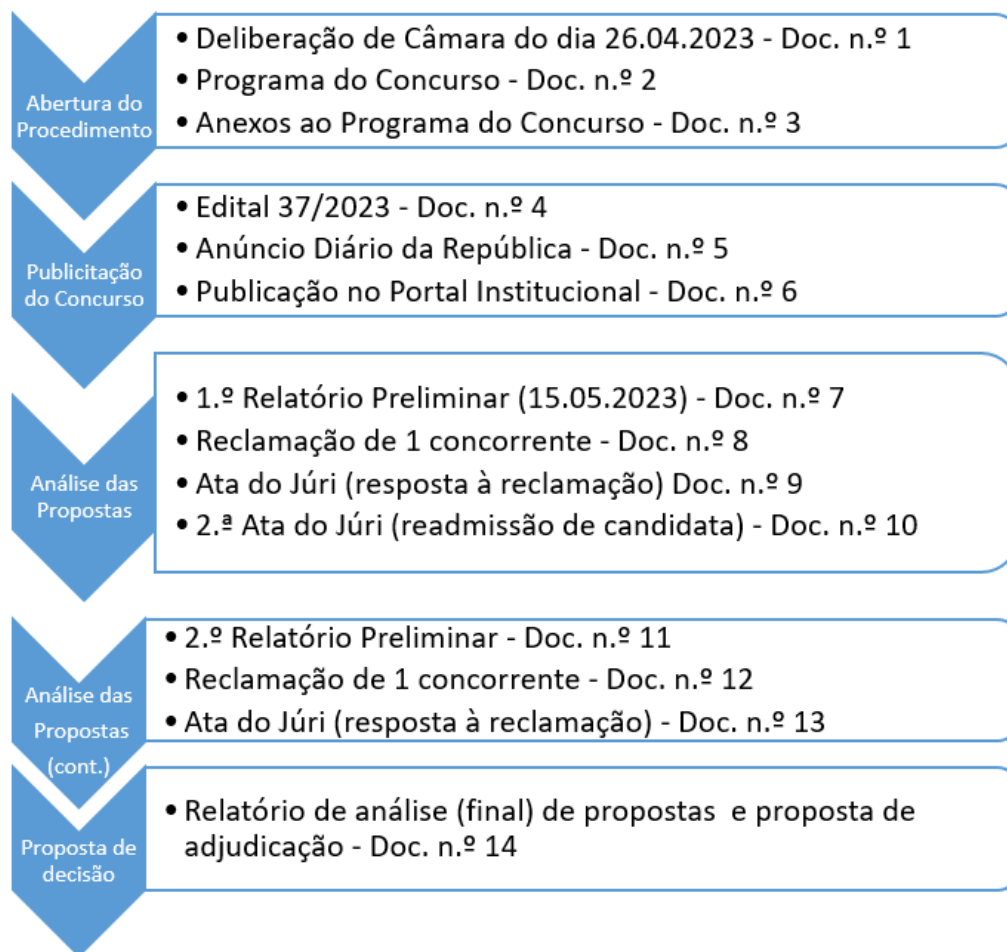 Abertura do
Procedimento
• Deliberação de Câmara do dia 26.04.2023 - Doc. n.º 1
• Programa do Concurso - Doc. n.º 2
• Anexos ao Programa do Concurso - Doc. n.º 3
Publicitação
do Concurso
• Edital 37/2023 - Doc. n.º 4
• Anúncio Diário da República - Doc. n.º 5
• Publicação no Portal Institucional - Doc. n.º 6
Análise das
Propostas
• 1.º Relatório Preliminar (15.05.2023) - Doc. n.º 7
• Reclamação de 1 concorrente - Doc. n.º 8
• Ata do Júri (resposta à reclamação) Doc. n.º 9
• 2.ª Ata do Júri (readmissão de candidata) - Doc. n.º 10
Análise das
Propostas
(cont.)
• 2.º Relatório Preliminar - Doc. n.º 11
• Reclamação de 1 concorrente - Doc. n.º 12
• Ata do Júri (resposta à reclamação) - Doc. n.º 13
Proposta de
decisão
• Relatório de análise (final) de propostas e proposta de
adjudicação - Doc. n.º 14